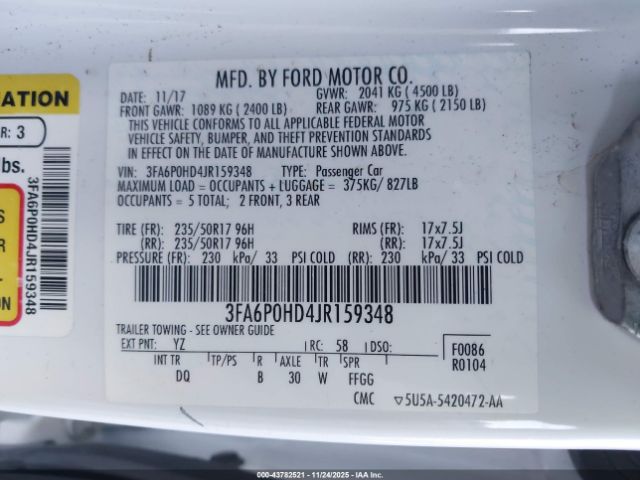 MFD. BY FORD MOTOR CO.
DATE: 11/17 GVWR: 2041 KG ( 4500 LB)
FRONT GAWR: 1089 KG ( 2400 LB) REAR GAWR: 975 KG ( 2150 LB)
THIS VEHICLE CONFORMS TO ALL APPLICABLE FEDERAL MOTOR
VEHICLE SAFETY, BUMPER, AND THEFT PREVENTION STANDARDS
IN EFFECT ON THE DATE OF MANUFACTURE SHOWN ABOVE.
VIN: 3FA6P0HD4JR159348 TYPE: Passenger Car
MAXIMUM LOAD = OCCUPANTS + LUGGAGE = 375KG/ 827LB
OCCUPANTS = 5 TOTAL; 2 FRONT, 3 REAR
TIRE (FR): 235/50R17 96H RIMS (FR): 17x7.5J
(RR): 235/50R17 96H (RR): 17x7.5J
PRESSURE (FR): 230 kPa/ 33 PSI COLD (RR): 230 kPa/ 33 PSI COLD
3FA6P0HD4JR159348
TRAILER TOWING - SEE OWNER GUIDE
EXT PNT: YZ RC: 58 DSO: F0086
R0104
INT TR TP/PS R AXLE TR SPR
DQ B 30 W FFGG
CMC ▽5U5A-5420472-AA
ATION
R: 3
lbs.
S
R
ON
3FA6P0HD4JR159348
© IAA 00-43782521 - 11/24/2025 - IAAI.COM